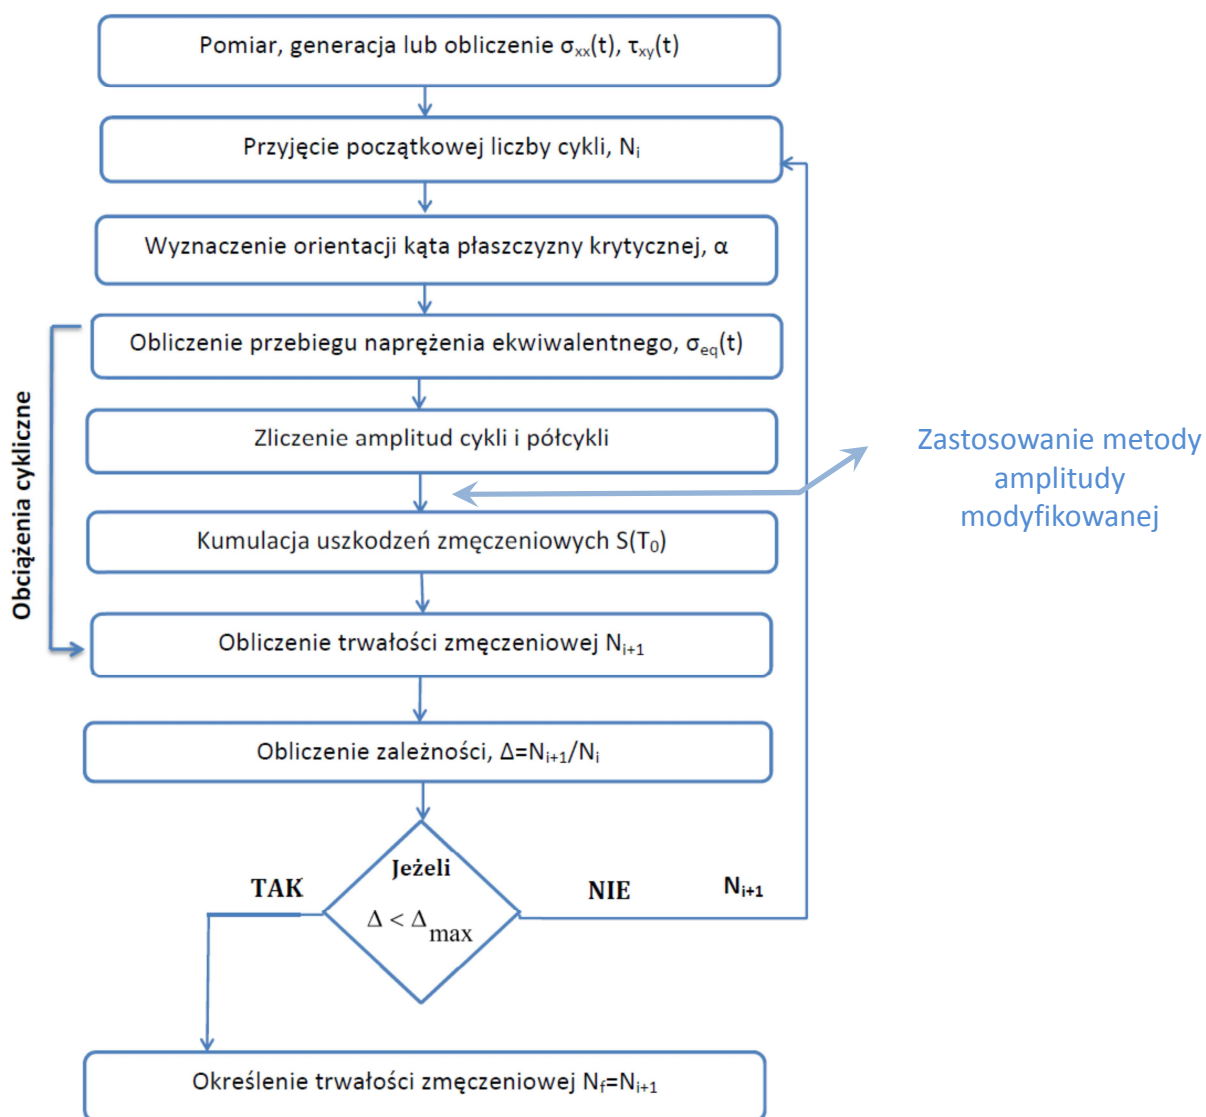 Pomiar, generacja lub obliczenie σxx(t), τxy(t)
Przyjęcie początkowej liczby cykli, Ni
Wyznaczenie orientacji kąta płaszczyzny krytycznej, α
Obliczenie przebiegu naprężenia ekwiwalentnego, σeq(t)
Zliczenie amplitud cykli i półcykli
Zastosowanie metody
amplitudy
modyfikowanej
Kumulacja uszkodzeń zmęczeniowych S(T0)
Obciążenia cykliczne
Obliczenie trwałości zmęczeniowej Ni+1
Obliczenie zależności, Δ=Ni+1/Ni
Jeżeli
Δ < Δmax
TAK
NIE
Ni+1
Określenie trwałości zmęczeniowej Nf=Ni+1